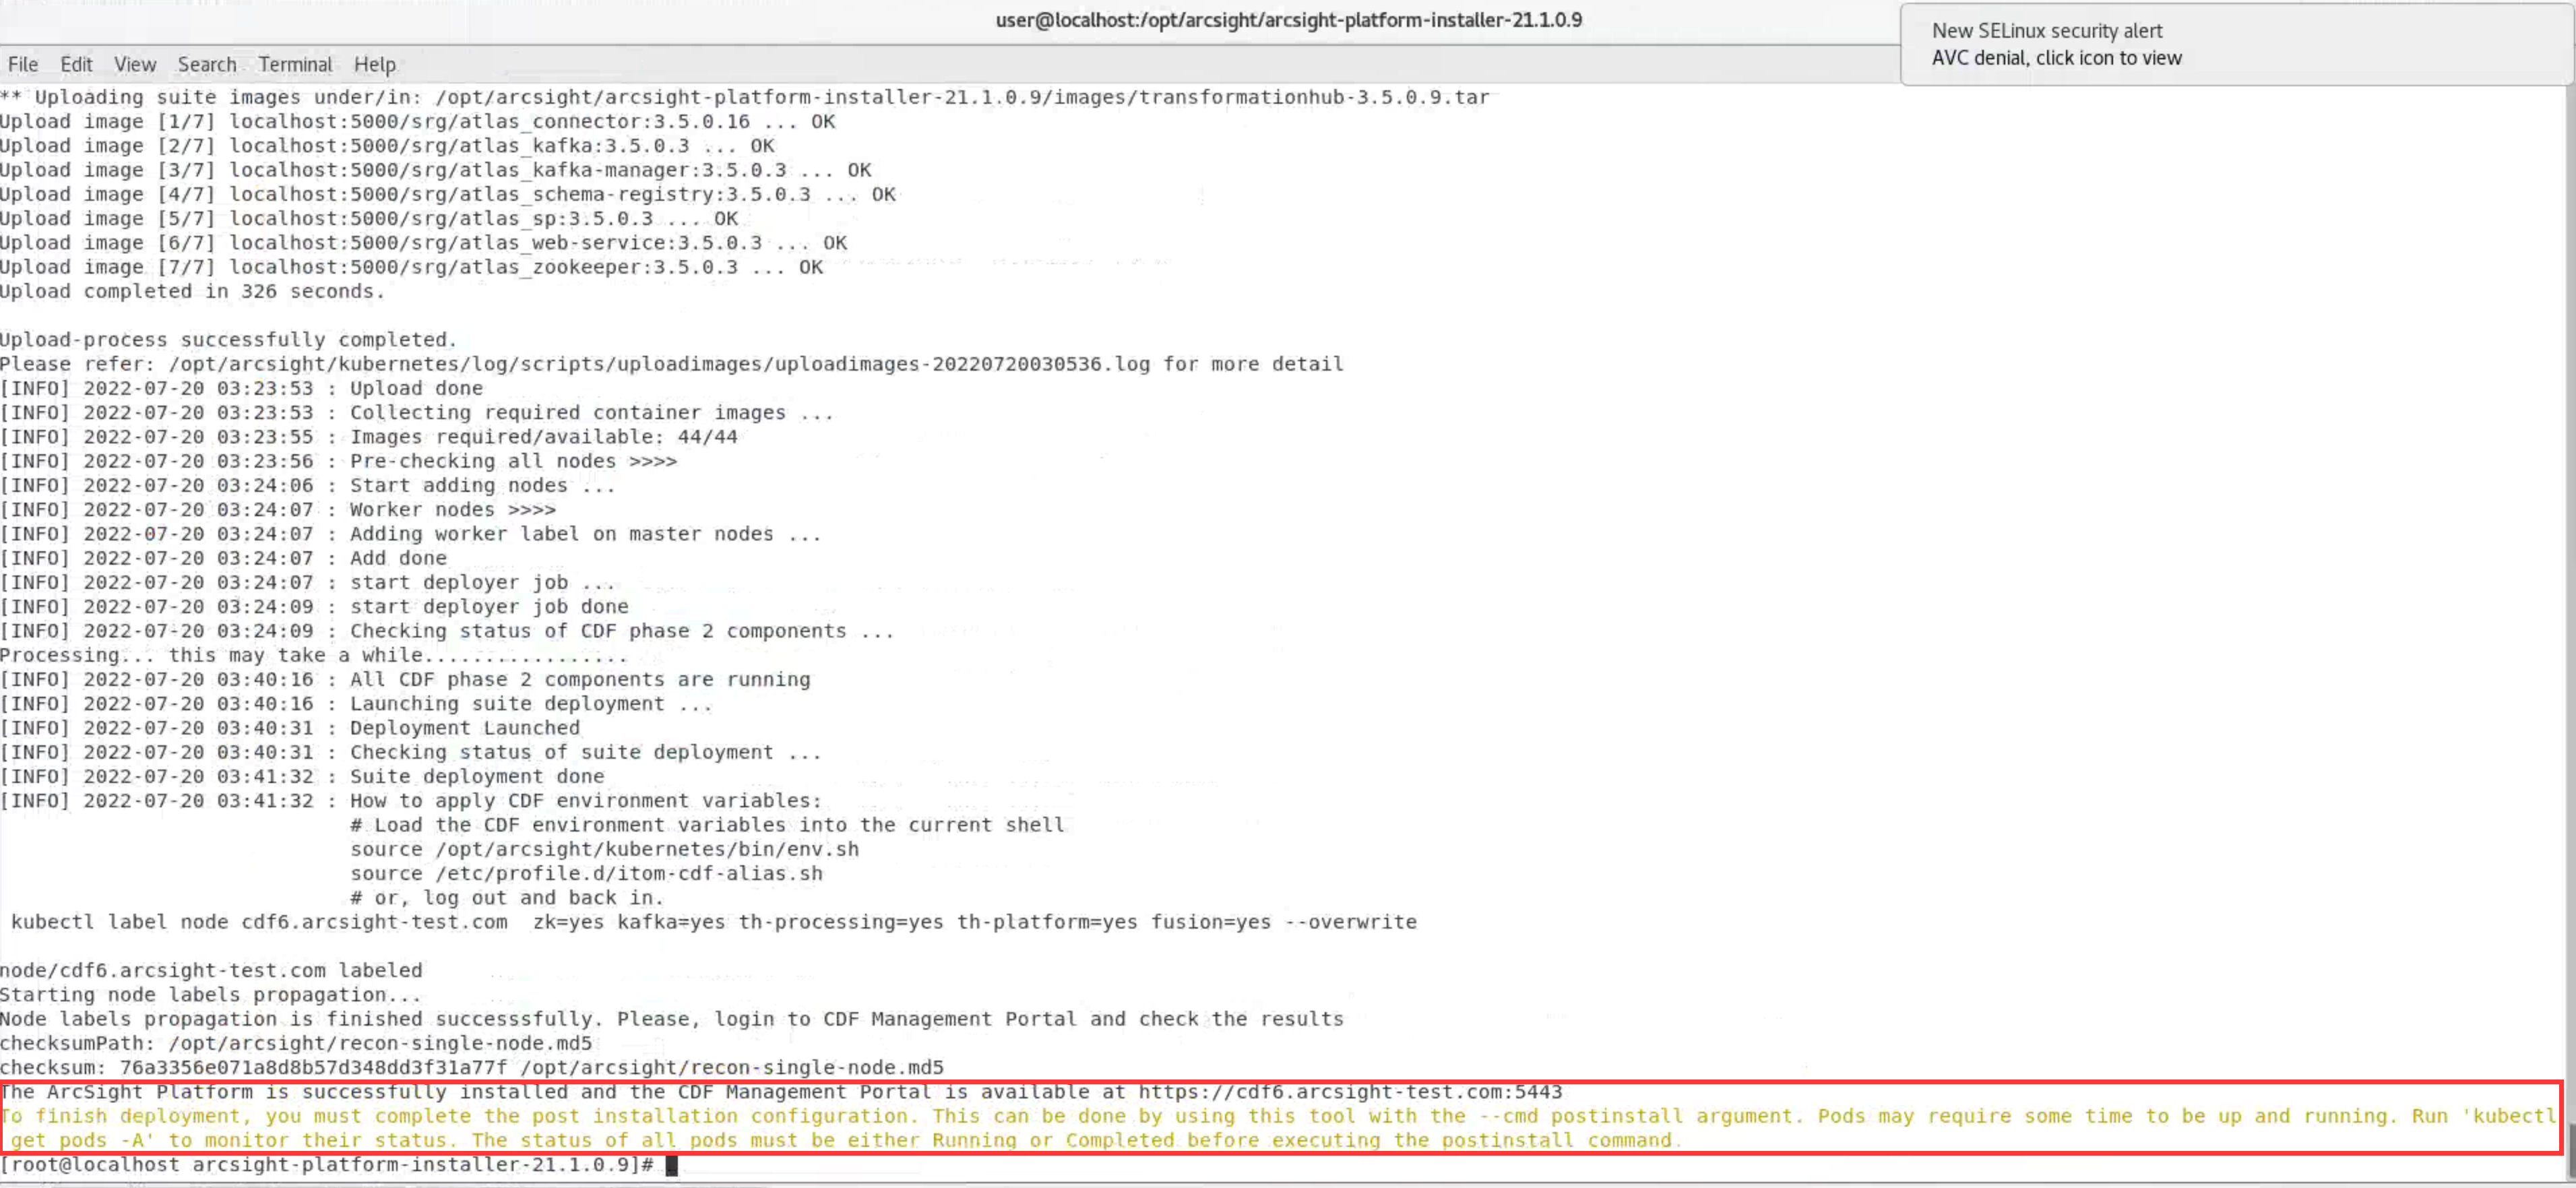 user@localhost:/opt/arcsight/arcsight-platform-installer-21.1.0.9
New SELinux security alert
AVC denial, click icon to view
File Edit View Search Terminal Help
** Uploading suite images under/in: /opt/arcsight/arcsight-platform-installer-21.1.0.9/images/transformationhub-3.5.0.9.tar
Upload image [1/7] localhost:5000/srg/atlas_connector:3.5.0.16 ... OK
Upload image [2/7] localhost:5000/srg/atlas_kafka:3.5.0.3 ... OK
Upload image [3/7] localhost:5000/srg/atlas_kafka-manager:3.5.0.3 ... OK
Upload image [4/7] localhost:5000/srg/atlas_schema-registry:3.5.0.3 ... OK
Upload image [5/7] localhost:5000/srg/atlas_sp:3.5.0.3 ... OK
Upload image [6/7] localhost:5000/srg/atlas_web-service:3.5.0.3 ... OK
Upload image [7/7] localhost:5000/srg/atlas_zookeeper:3.5.0.3 ... OK
Upload completed in 326 seconds.
Upload-process successfully completed.
Please refer: /opt/arcsight/kubernetes/log/scripts/uploadimages/uploadimages-20220720030536.log for more detail
[INFO] 2022-07-20 03:23:53 : Upload done
[INFO] 2022-07-20 03:23:53 : Collecting required container images ...
[INFO] 2022-07-20 03:23:55 : Images required/available: 44/44
[INFO] 2022-07-20 03:23:56 : Pre-checking all nodes >>>>
[INFO] 2022-07-20 03:24:06 : Start adding nodes ...
[INFO] 2022-07-20 03:24:07 : Worker nodes >>>>
[INFO] 2022-07-20 03:24:07 : Adding worker label on master nodes ...
[INFO] 2022-07-20 03:24:07 : Add done
[INFO] 2022-07-20 03:24:07 : start deployer job ...
[INFO] 2022-07-20 03:24:09 : start deployer job done
[INFO] 2022-07-20 03:24:09 : Checking status of CDF phase 2 components ...
Processing... this may take a while.................
[INFO] 2022-07-20 03:40:16 : All CDF phase 2 components are running
[INFO] 2022-07-20 03:40:16 : Launching suite deployment ...
[INFO] 2022-07-20 03:40:31 : Deployment Launched
[INFO] 2022-07-20 03:40:31 : Checking status of suite deployment ...
[INFO] 2022-07-20 03:41:32 : Suite deployment done
[INFO] 2022-07-20 03:41:32 : How to apply CDF environment variables:
# Load the CDF environment variables into the current shell
source /opt/arcsight/kubernetes/bin/env.sh
source /etc/profile.d/itom-cdf-alias.sh
# or, log out and back in.
kubectl label node cdf6.arcsight-test.com  zk=yes kafka=yes th-processing=yes th-platform=yes fusion=yes --overwrite
node/cdf6.arcsight-test.com labeled
Starting node labels propagation...
Node labels propagation is finished successsfully. Please, login to CDF Management Portal and check the results
checksumPath: /opt/arcsight/recon-single-node.md5
checksum: 76a3356e071a8d8b57d348dd3f31a77f /opt/arcsight/recon-single-node.md5
The ArcSight Platform is successfully installed and the CDF Management Portal is available at https://cdf6.arcsight-test.com:5443
To finish deployment, you must complete the post installation configuration. This can be done by using this tool with the --cmd postinstall argument. Pods may require some time to be up and running. Run 'kubectl
get pods -A' to monitor their status. The status of all pods must be either Running or Completed before executing the postinstall command.
[root@localhost arcsight-platform-installer-21.1.0.9]#